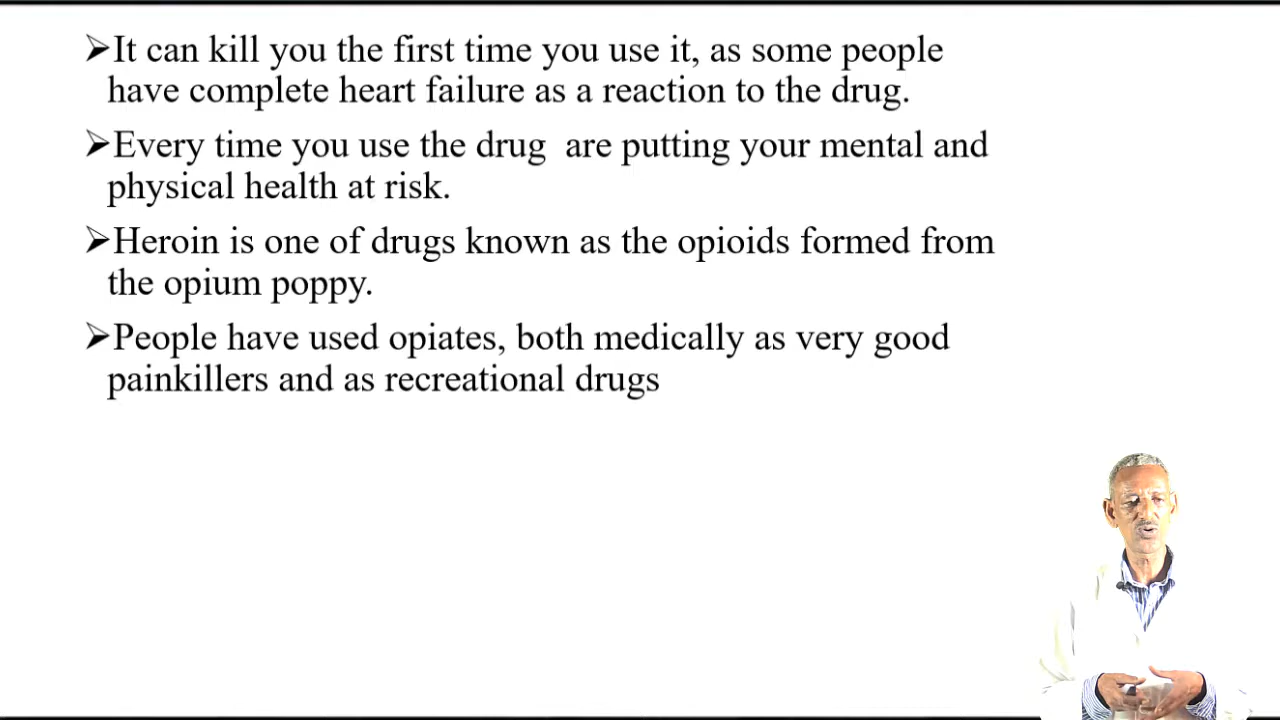 ➢It can kill you the first time you use it, as some people
have complete heart failure as a reaction to the drug.
➢Every time you use the drug  are putting your mental and
physical health at risk.
➢Heroin is one of drugs known as the opioids formed from
the opium poppy.
➢People have used opiates, both medically as very good
painkillers and as recreational drugs